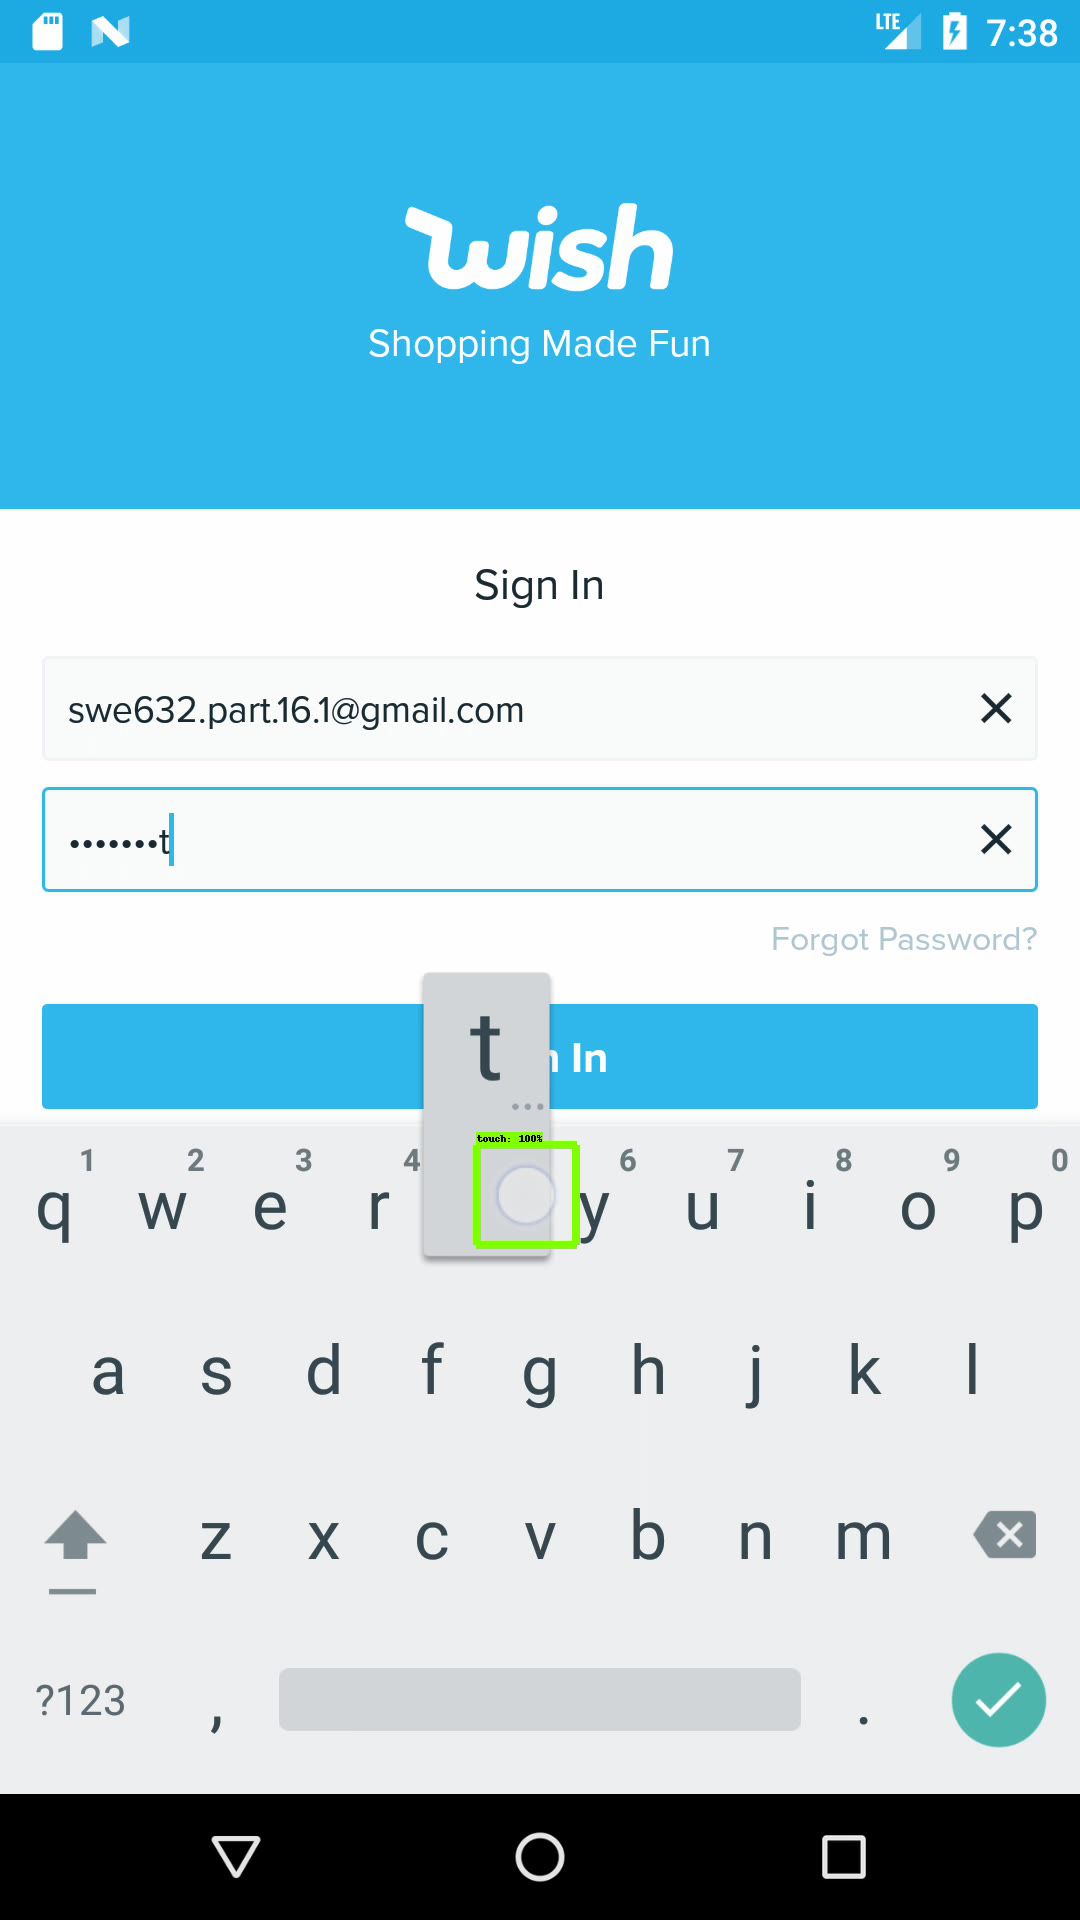 LTE 7:38
wish
Shopping Made Fun
Sign In
swe632.part.16.1@gmail.com
•••••••t
Forgot Password?
t
n In
...
touch: 100%
1 2 3 4 6 7 8 9 0
q w e r y u i o p
a s d f g h j k l
z x c v b n m
?123 , .